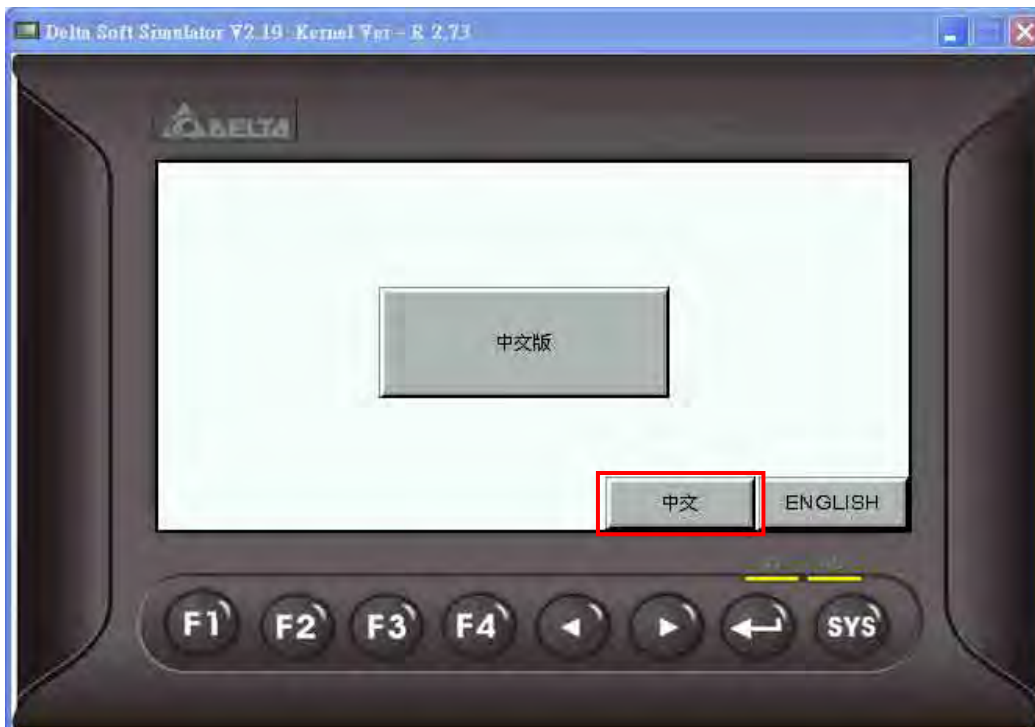 Delta Soft Simulator V2.19 Kernel Ver - R 2.73
DELTA
中文版
中文
ENGLISH
F1
F2
F3
F4
SYS